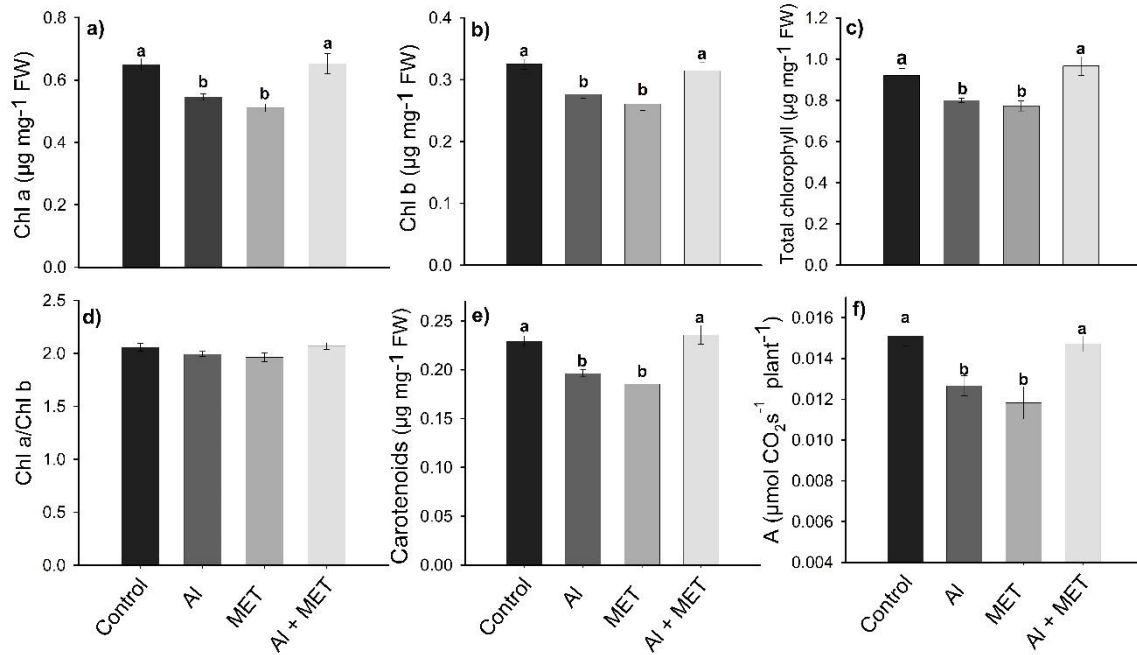 a)
Chl a (µg mg⁻¹ FW)
0.8
0.6
0.4
0.2
0.0
a
b
b
a
b)
Chl b (µg mg⁻¹ FW)
0.4
0.3
0.2
0.1
0.0
a
b
b
a
c)
Total chlorophyll (µg mg⁻¹ FW)
1.2
1.0
0.8
0.6
0.4
0.2
0.0
a
b
b
a
d)
Chl a/Chl b
2.5
2.0
1.5
1.0
0.5
0.0
Control
Al
MET
Al + MET
e)
Carotenoids (µg mg⁻¹ FW)
0.25
0.20
0.15
0.10
0.05
0.00
a
b
b
a
Control
Al
MET
Al + MET
f)
A (µmol CO₂s⁻¹ plant⁻¹)
0.016
0.014
0.012
0.010
0.008
0.006
0.004
a
b
b
a
Control
Al
MET
Al + MET